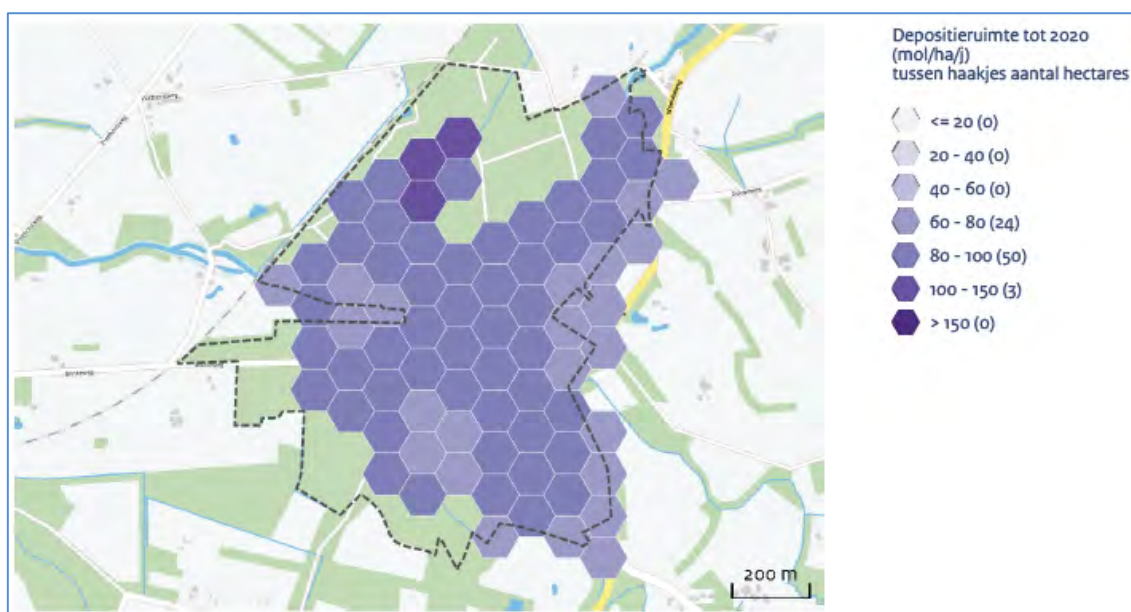 Depositieruimte tot 2020
(mol/ha/j)
tussen haakjes aantal hectares
<= 20 (0)
20 - 40 (0)
40 - 60 (0)
60 - 80 (24)
80 - 100 (50)
100 - 150 (3)
> 150 (0)
200 m